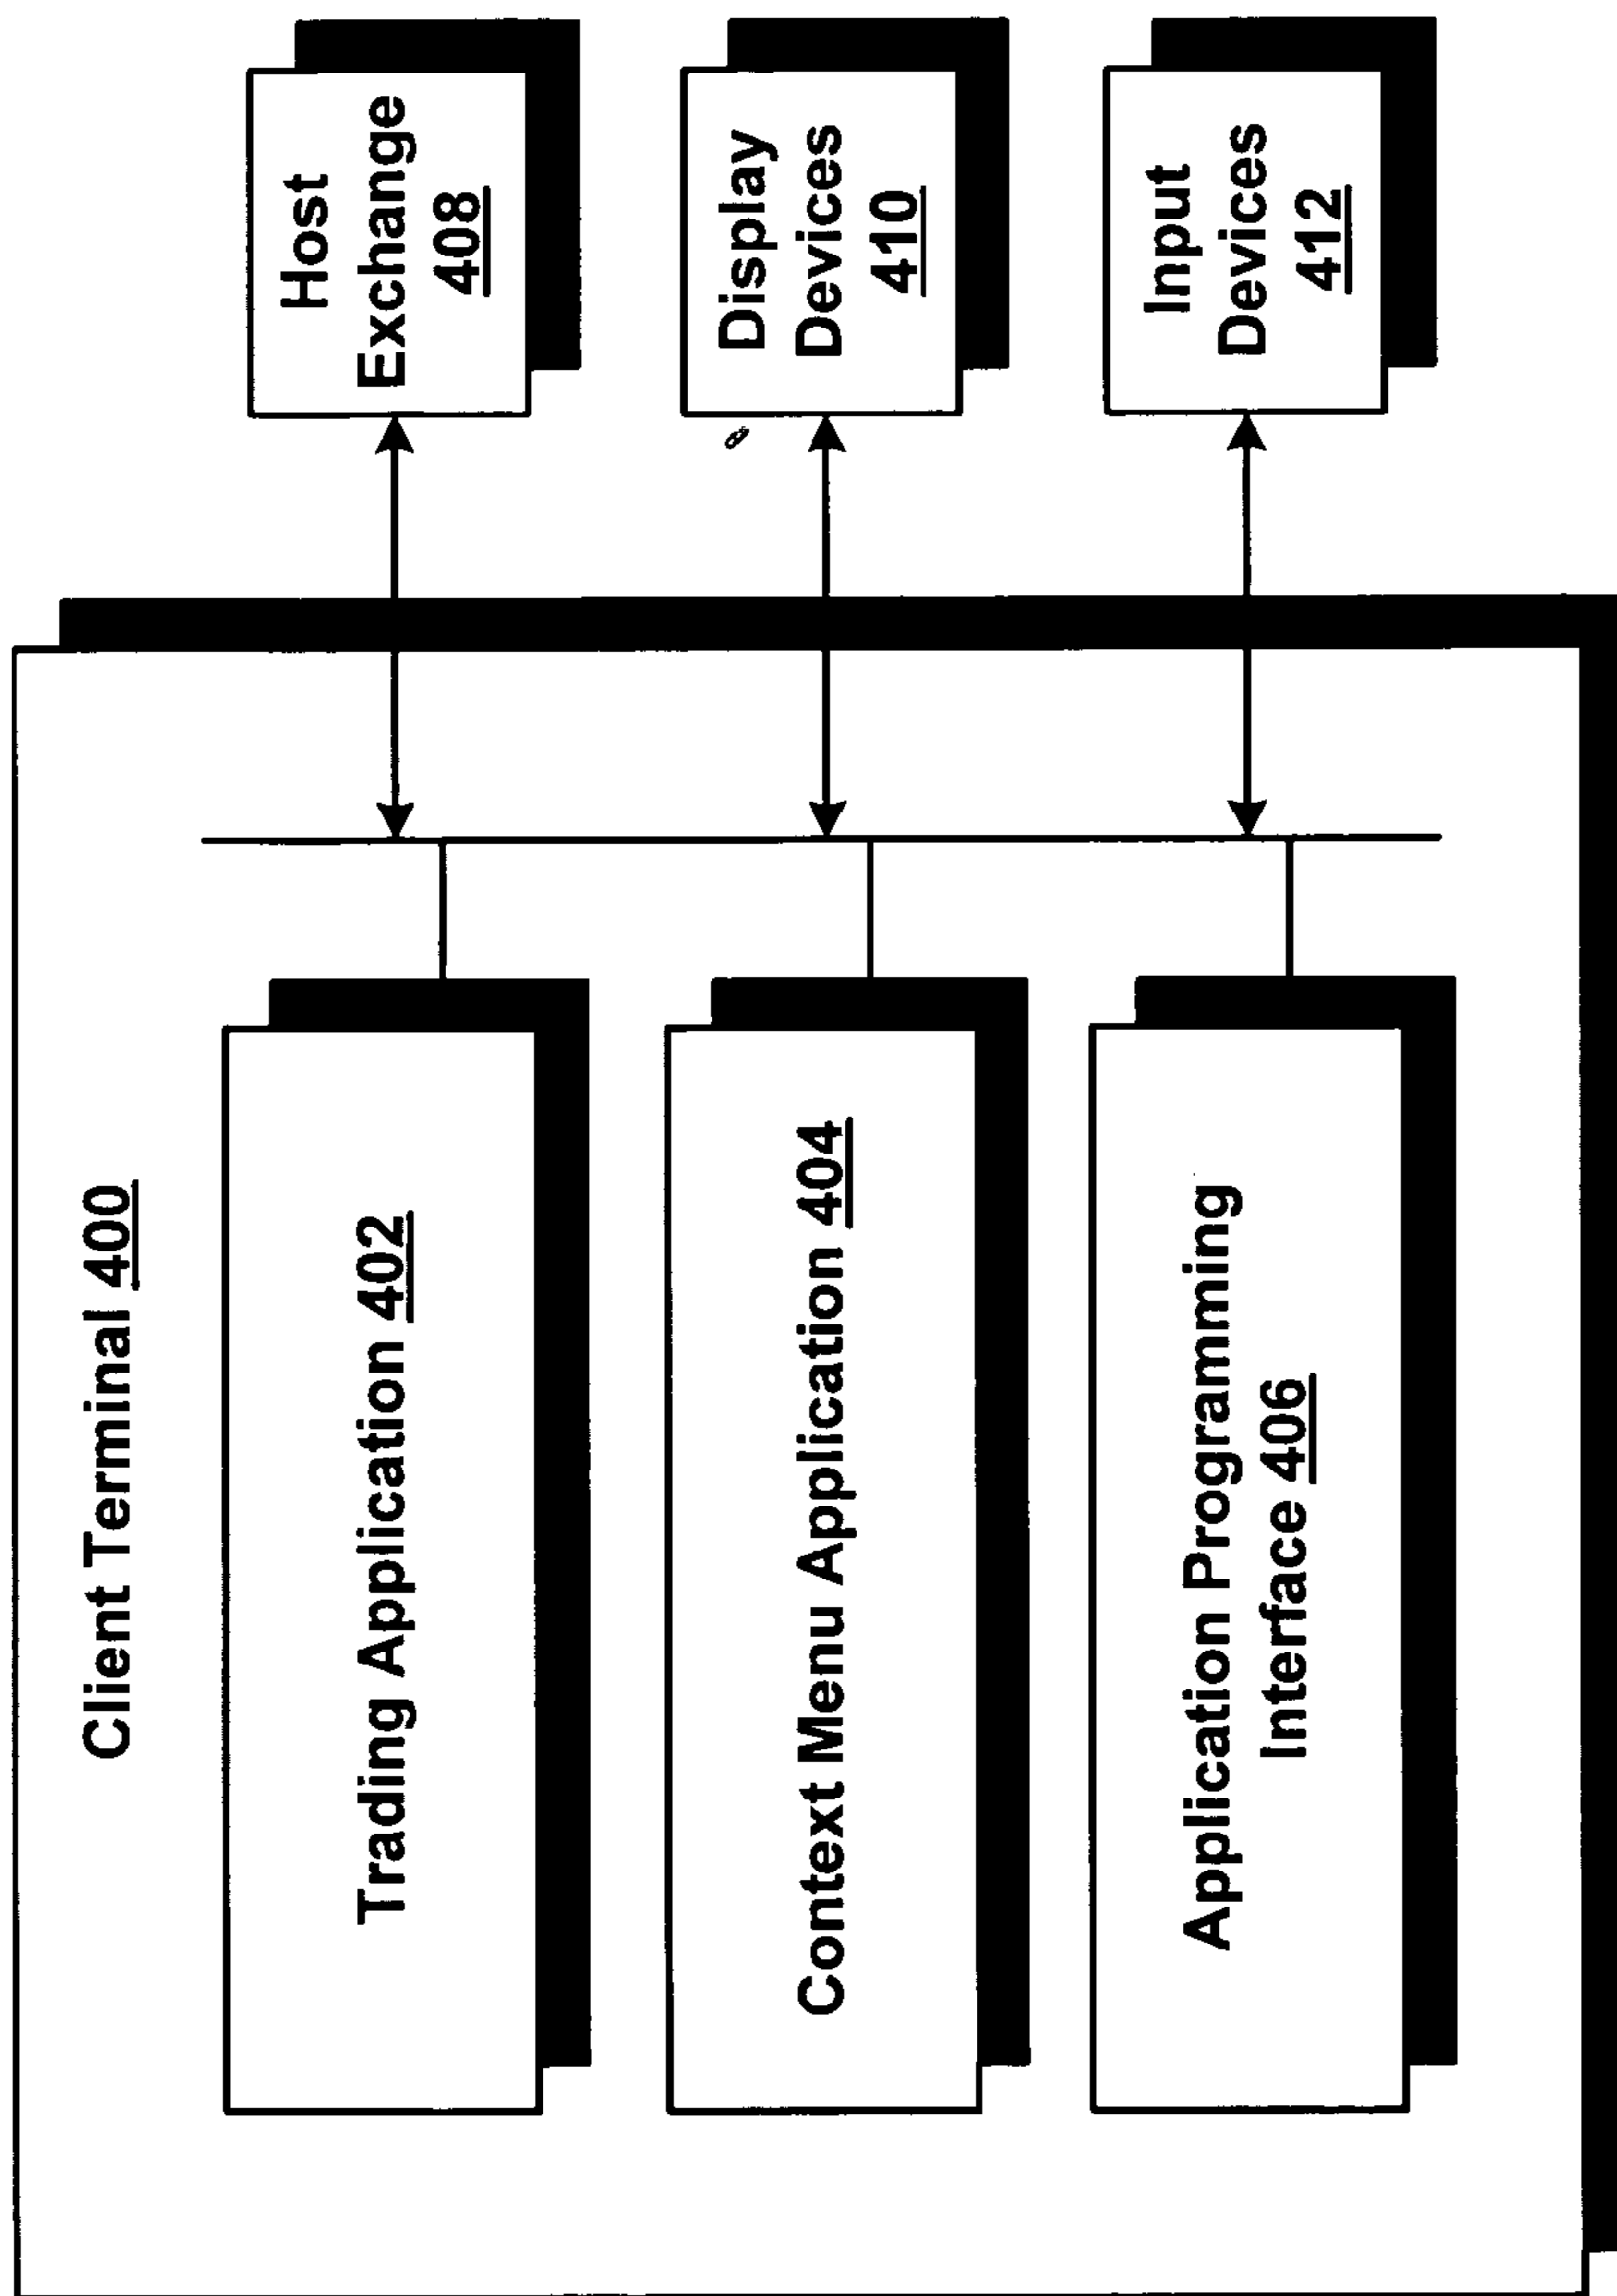 Client Terminal 400
Trading Application 402
Context Menu Application 404
Application Programming
Interface 406
Host
Exchange
408
Display
Devices
410
Input
Devices
412